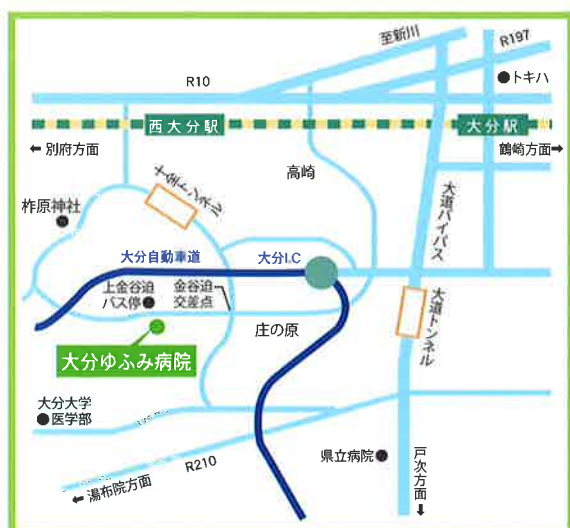 至新川
R197
R10
トキハ
西大分駅
大分駅
← 別府方面
鶴崎方面→
高崎
十全トンネル
柞原神社
大道バイパス
大分自動車道
大分I.C
上金谷迫
バス停
金谷迫
交差点
大道トンネル
庄の原
大分ゆふみ病院
大分大学
医学部
県立病院
戸次方面→
R210
← 湯布院方面